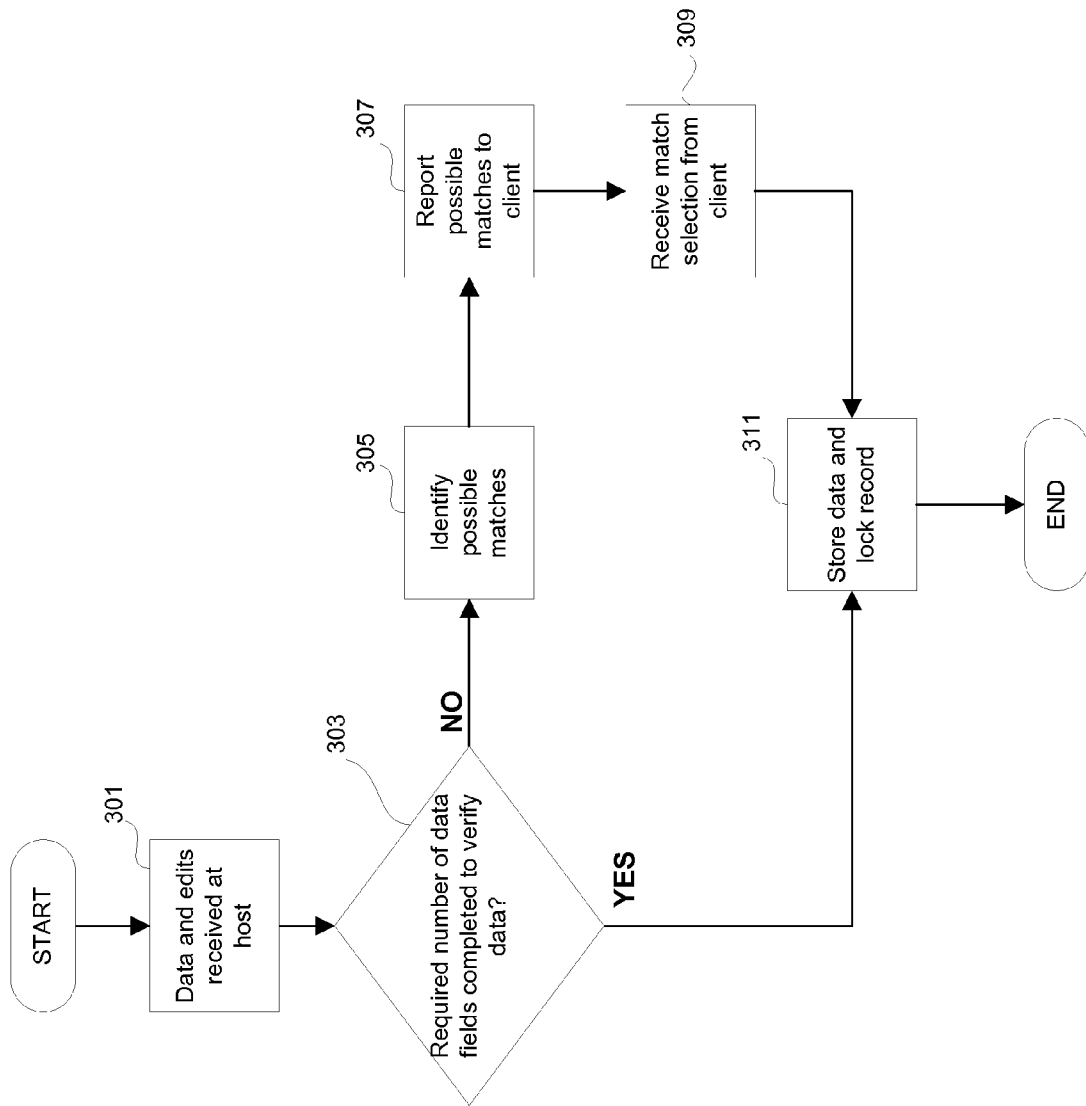 START
301
Data and edits
received at
host
303
Required number of data
fields completed to verify
data?
NO
YES
305
Identify
possible
matches
307
Report
possible
matches to
client
309
Receive match
selection from
client
311
Store data and
lock record
END